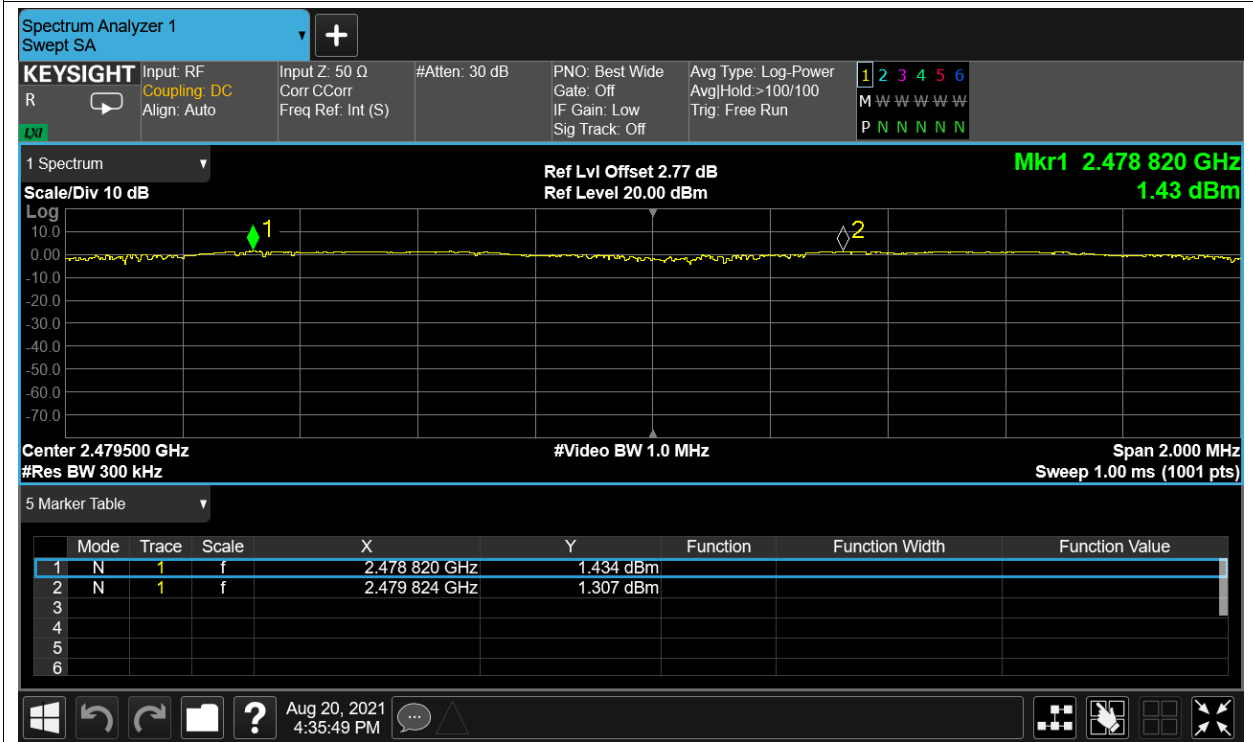 Spectrum Analyzer 1
Swept SA
+
KEYSIGHT Input: RF Input Z: 50 Ω #Atten: 30 dB PNO: Best Wide Avg Type: Log-Power 1 2 3 4 5 6
R Coupling: DC Corr CCorr Gate: Off Avg|Hold:>100/100 M W W W W W
Align: Auto Freq Ref: Int (S) IF Gain: Low Trig: Free Run
LXI Sig Track: Off P N N N N N
1 Spectrum Ref Lvl Offset 2.77 dB Mkr1 2.478 820 GHz
Scale/Div 10 dB Ref Level 20.00 dBm 1.43 dBm
Log
1 2
10.0
0.00
-10.0
-20.0
-30.0
-40.0
-50.0
-60.0
-70.0
Center 2.479500 GHz #Video BW 1.0 MHz Span 2.000 MHz
#Res BW 300 kHz Sweep 1.00 ms (1001 pts)
5 Marker Table
Mode Trace Scale X Y Function Function Width Function Value
1 N 1 f 2.478 820 GHz 1.434 dBm
2 N 1 f 2.479 824 GHz 1.307 dBm
3
4
5
6
? Aug 20, 2021
4:35:49 PM